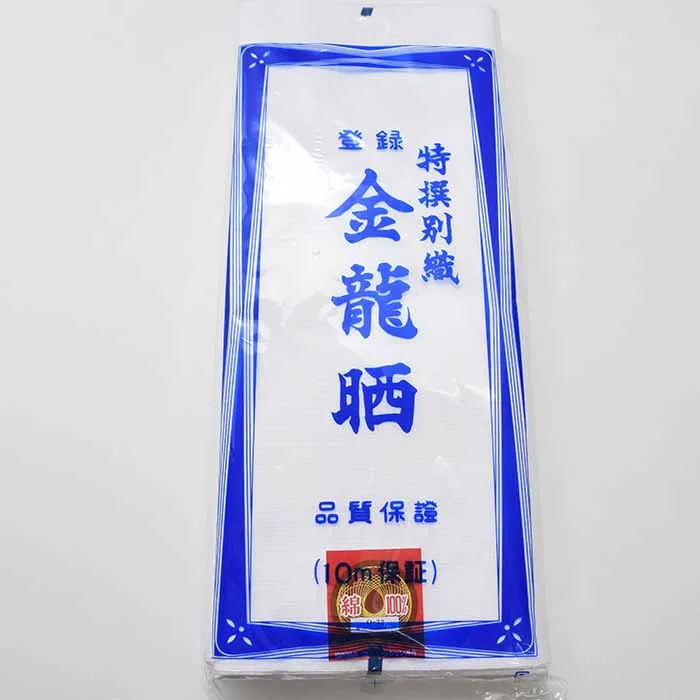 特撰別織
登録
金龍晒
品質保證
(10m保証)
綿 100%